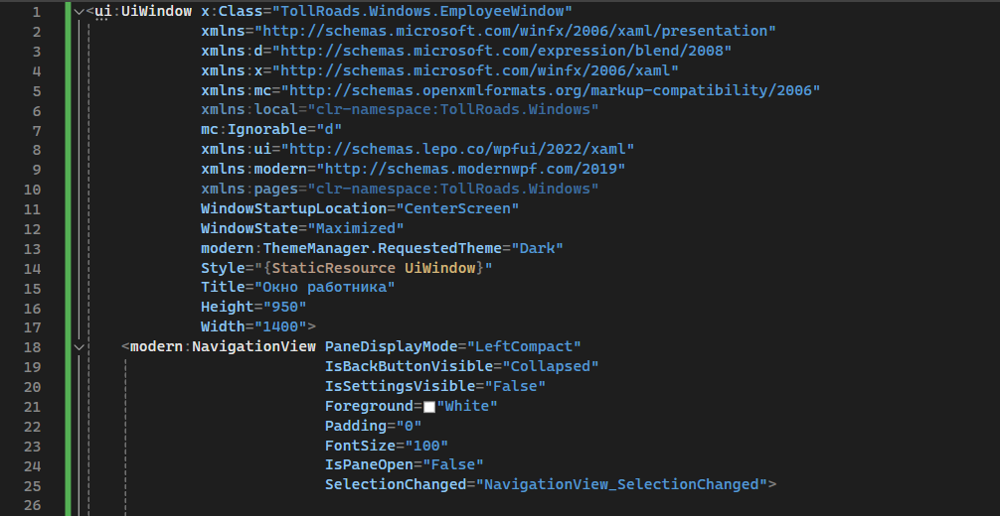 1 <ui:UiWindow x:Class="TollRoads.Windows.EmployeeWindow"
2 xmlns="http://schemas.microsoft.com/winfx/2006/xaml/presentation"
3 xmlns:d="http://schemas.microsoft.com/expression/blend/2008"
4 xmlns:x="http://schemas.microsoft.com/winfx/2006/xaml"
5 xmlns:mc="http://schemas.openxmlformats.org/markup-compatibility/2006"
6 xmlns:local="clr-namespace:TollRoads.Windows"
7 mc:Ignorable="d"
8 xmlns:ui="http://schemas.lepo.co/wpfui/2022/xaml"
9 xmlns:modern="http://schemas.modernwpf.com/2019"
10 xmlns:pages="clr-namespace:TollRoads.Windows"
11 WindowStartupLocation="CenterScreen"
12 WindowState="Maximized"
13 modern:ThemeManager.RequestedTheme="Dark"
14 Style="{StaticResource UiWindow}"
15 Title="Окно работника"
16 Height="950"
17 Width="1400">
18 <modern:NavigationView PaneDisplayMode="LeftCompact"
19 IsBackButtonVisible="Collapsed"
20 IsSettingsVisible="False"
21 Foreground="White"
22 Padding="0"
23 FontSize="100"
24 IsPaneOpen="False"
25 SelectionChanged="NavigationView_SelectionChanged">
26